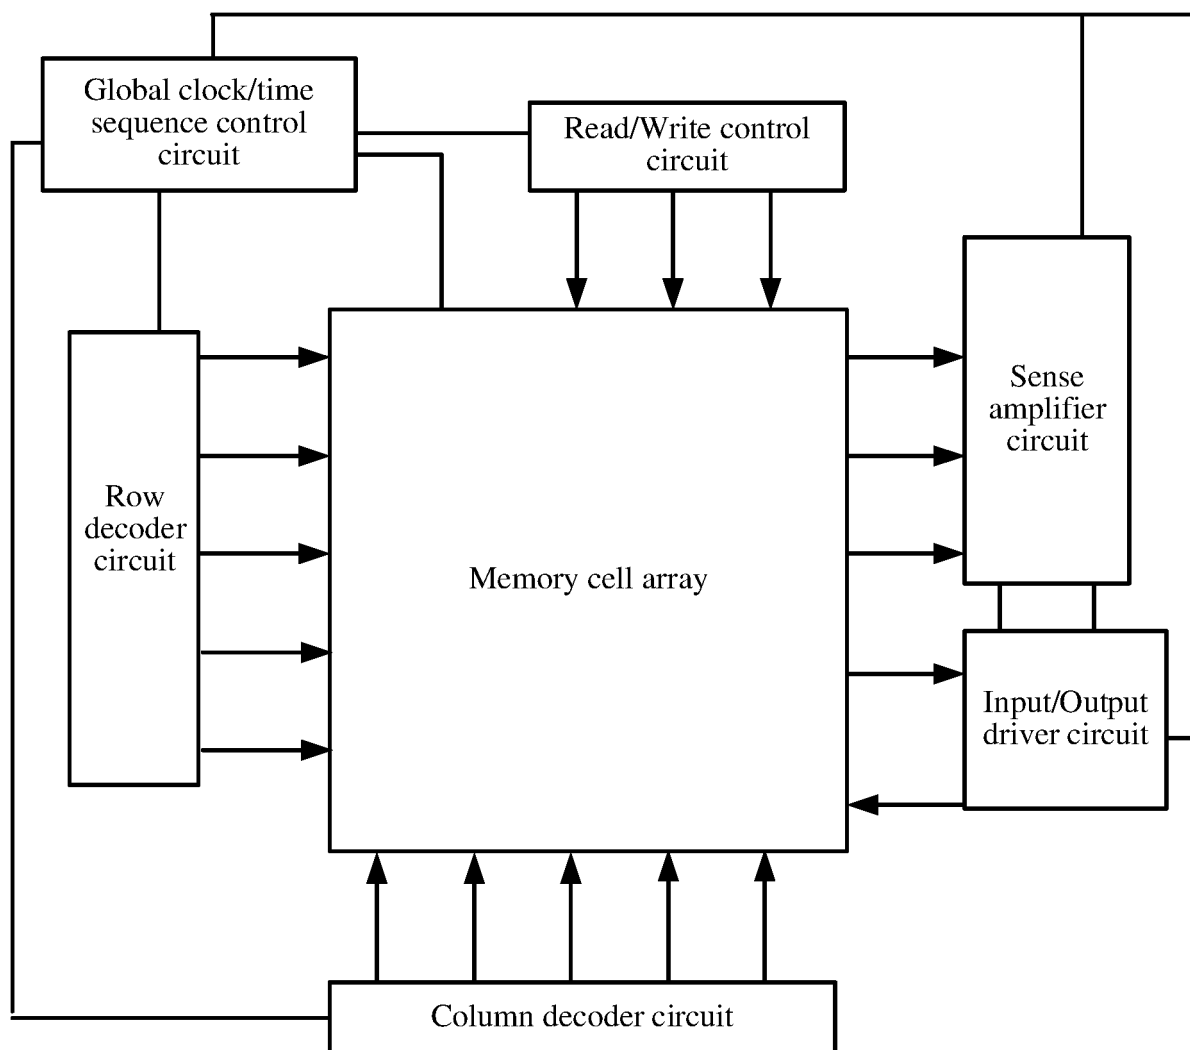 Global clock/time
sequence control
circuit
Read/Write control
circuit
Sense
amplifier
circuit
Row
decoder
circuit
Memory cell array
Input/Output
driver circuit
Column decoder circuit